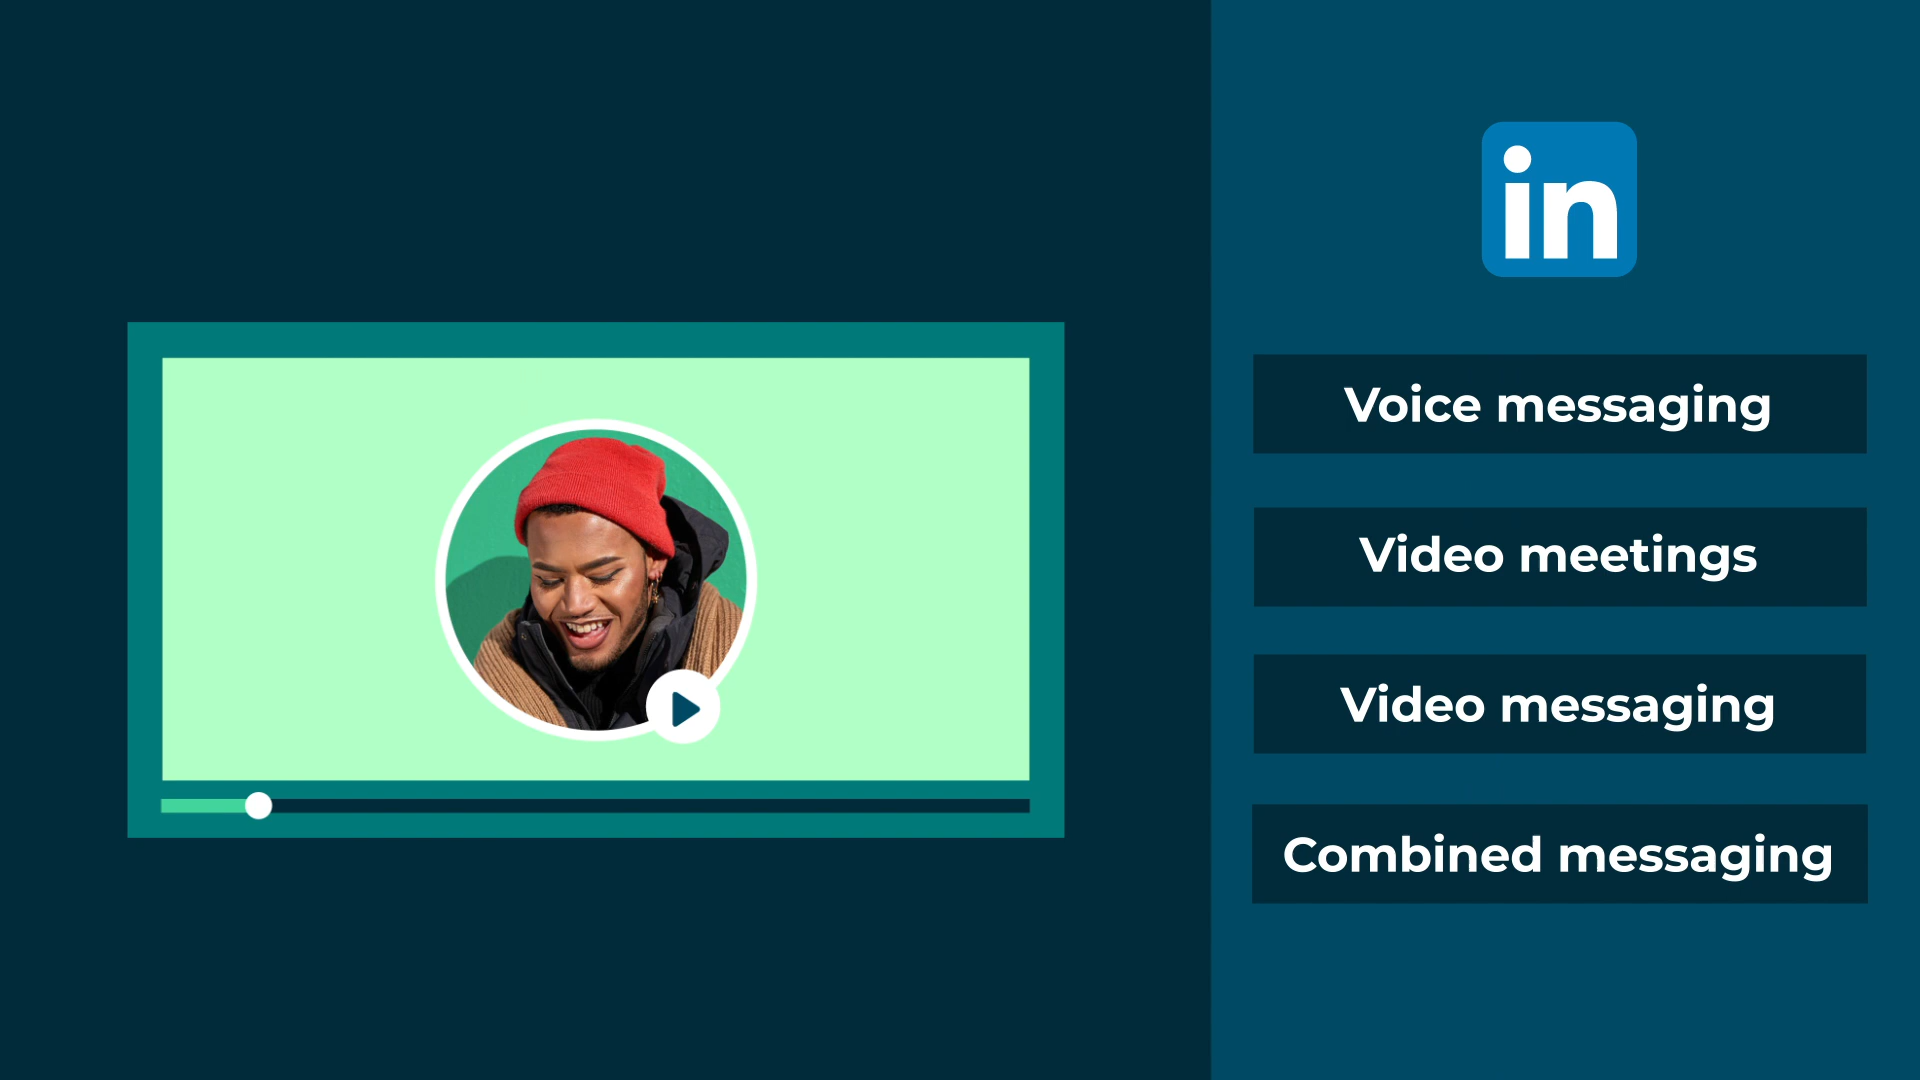 in
Voice messaging
Video meetings
Video messaging
Combined messaging